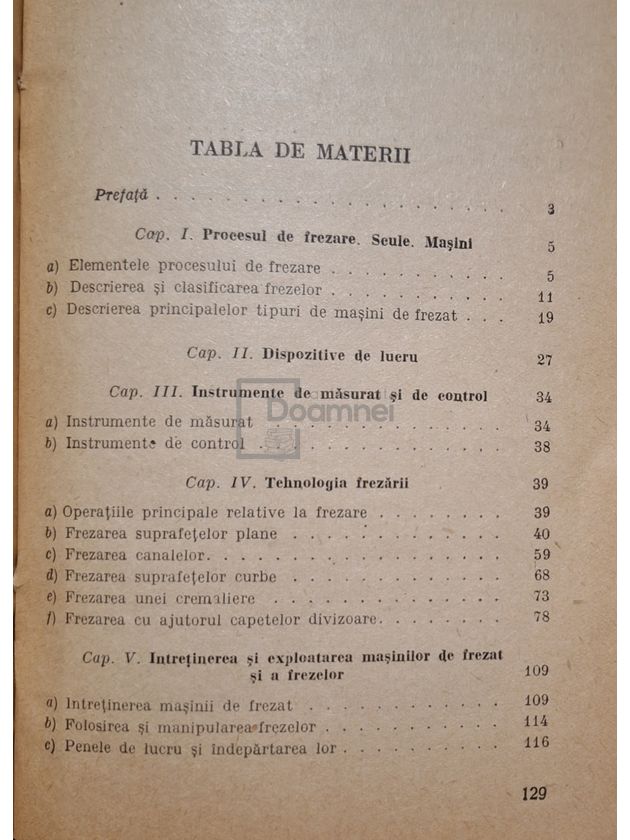 TABLA DE MATERII
Prefață . . . . . . . . . . . . . . . . . 3
Cap. I. Procesul de frezare. Scule. Mașini 5
a) Elementele procesului de frezare . . . . . . . . . . . 5
b) Descrierea și clasificarea frezelor . . . . . . . . . . . 11
c) Descrierea principalelor tipuri de mașini de frezat . . . 19
Cap. II. Dispozitive de lucru 27
Cap. III. Instrumente de măsurat și de control 34
a) Instrumente de măsurat . . . . . . . . . . . . . 34
Doamnei
b) Instrumente de control . . . . . . . . . . . . . 38
Cap. IV. Tehnologia frezării 39
a) Operațiile principale relative la frezare . . . . . . . 39
b) Frezarea suprafețelor plane . . . . . . . . . . . 40
c) Frezarea canalelor. . . . . . . . . . . . . . . 59
d) Frezarea suprafețelor curbe . . . . . . . . . . . 68
e) Frezarea unei cremaliere . . . . . . . . . . . . 73
f) Frezarea cu ajutorul capetelor divizoare. . . . . . . 78
Cap. V. Intreținerea și exploatarea mașinilor de frezat
și a frezelor 109
a) Intreținerea mașinii de frezat . . . . . . . . . . 109
b) Folosirea și manipularea frezelor . . . . . . . . . 114
c) Penele de lucru și îndepărtarea lor . . . . . . . . . 116
129